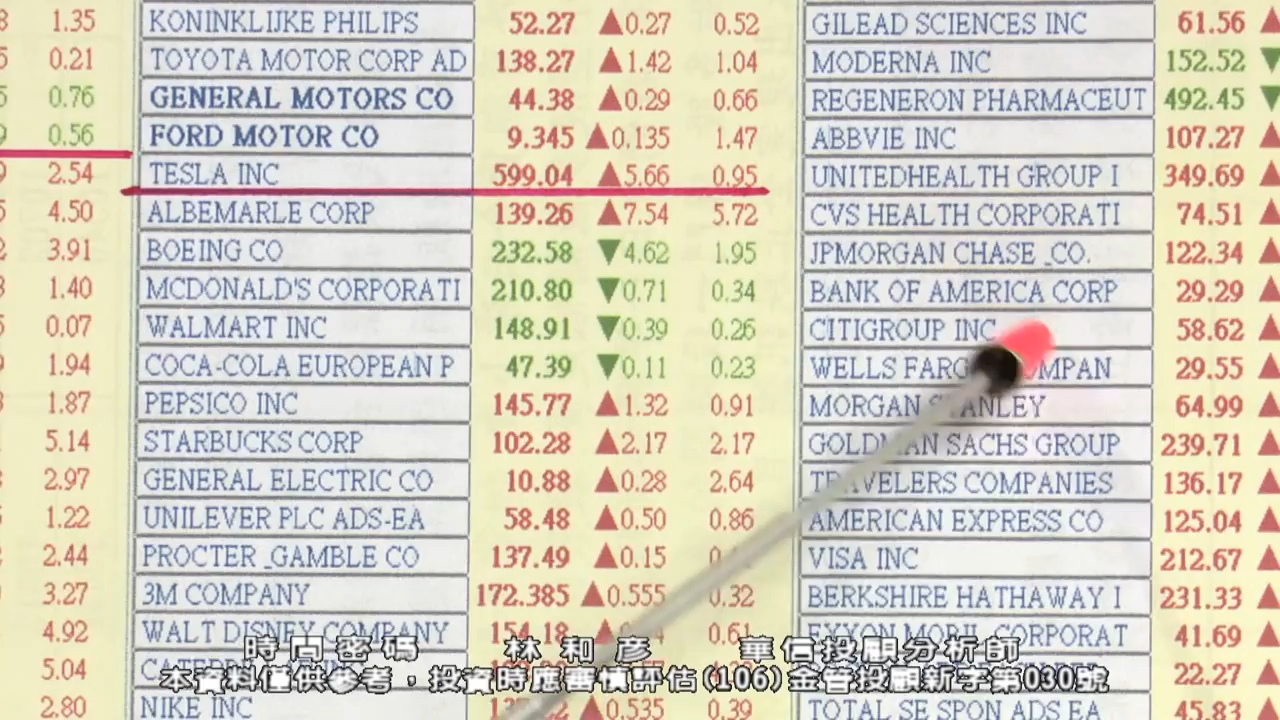 1.35 KONINKLIJKE PHILIPS 52.27 ▲0.27 0.52 GILEAD SCIENCES INC 61.56 ▲
0.21 TOYOTA MOTOR CORP AD 138.27 ▲1.42 1.04 MODERNA INC 152.52 ▼
0.76 GENERAL MOTORS CO 44.38 ▲0.29 0.66 REGENERON PHARMACEUT 492.45 ▼
0.56 FORD MOTOR CO 9.345 ▲0.135 1.47 ABBVIE INC 107.27 ▲
2.54 TESLA INC 599.04 ▲5.66 0.95 UNITEDHEALTH GROUP I 349.69 ▲
4.50 ALBEMARLE CORP 139.26 ▲7.54 5.72 CVS HEALTH CORPORATI 74.51 ▲
3.91 BOEING CO 232.58 ▼4.62 1.95 JPMORGAN CHASE _CO. 122.34 ▲
1.40 MCDONALD'S CORPORATI 210.80 ▼0.71 0.34 BANK OF AMERICA CORP 29.29 ▲
0.07 WALMART INC 148.91 ▼0.39 0.26 CITIGROUP INC 58.62 ▲
1.94 COCA-COLA EUROPEAN P 47.39 ▼0.11 0.23 WELLS 29.55 ▲
1.87 PEPSICO INC 145.77 ▲1.32 0.91 MORGAN STANLEY 64.99 ▲
5.14 STARBUCKS CORP 102.28 ▲2.17 2.17 GOLDMAN SACHS GROUP 239.71 ▲
2.97 GENERAL ELECTRIC CO 10.88 ▲0.28 2.64 TRAVELERS COMPANIES 136.17 ▲
1.22 UNILEVER PLC ADS-EA 58.48 ▲0.50 0.86 AMERICAN EXPRESS CO 125.04 ▲
2.44 PROCTER _GAMBLE CO 137.49 ▲0.15 VISA INC 212.67 ▲
3.27 3M COMPANY 172.385 ▲0.555 0.32 BERKSHIRE HATHAWAY I 231.33 ▲
4.92 WALT DISNEY COMPANY 154.18 0.61 EXXON MOBIL CORPORAT 41.69 ▲
時間密碼 林和彥 華信投顧分析師
5.04 22.27 ▲
本資料僅供參考，投資時應審慎評估(106)金管投顧新字第030號
2.80 NIKE INC ▲0.535 0.39 TOTAL SE SPON ADS EA 45.83 ▲